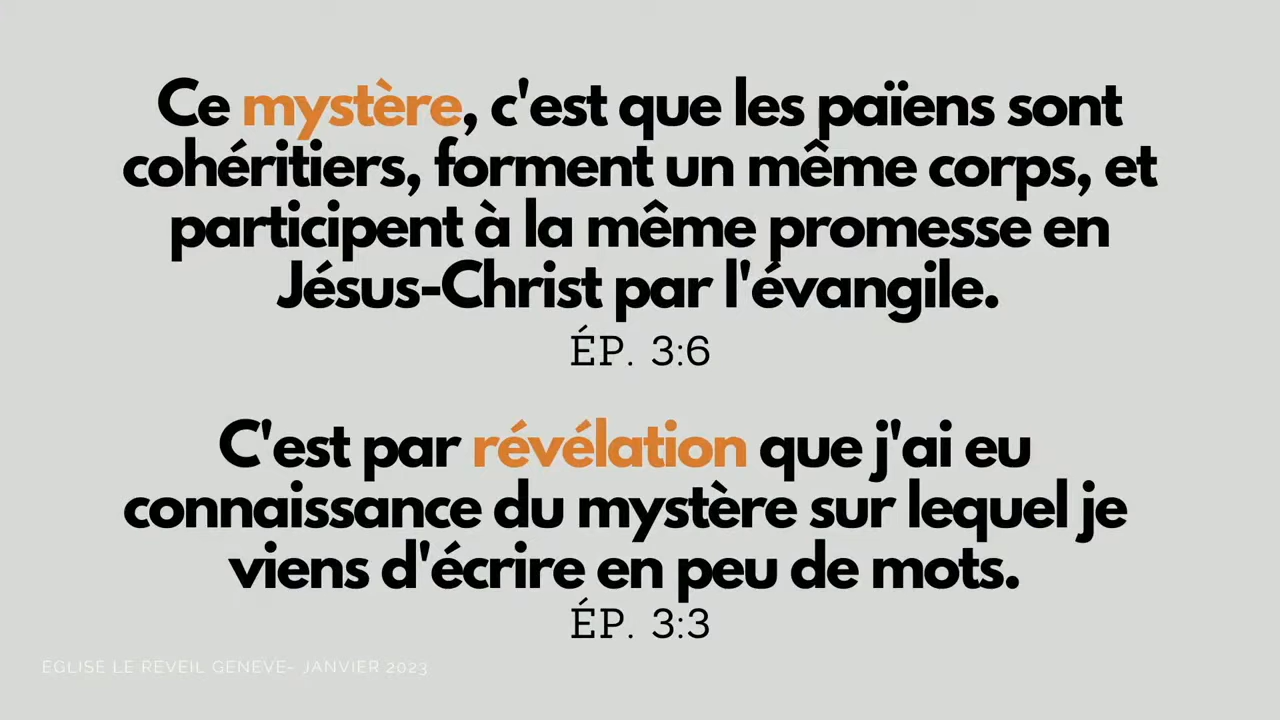 Ce mystère, c'est que les païens sont
cohéritiers, forment un même corps, et
participent à la même promesse en
Jésus-Christ par l'évangile.
ÉP. 3:6
C'est par révélation que j'ai eu
connaissance du mystère sur lequel je
viens d'écrire en peu de mots.
ÉP. 3:3
EGLISE LE REVEIL GENEVE- JANVIER 2023